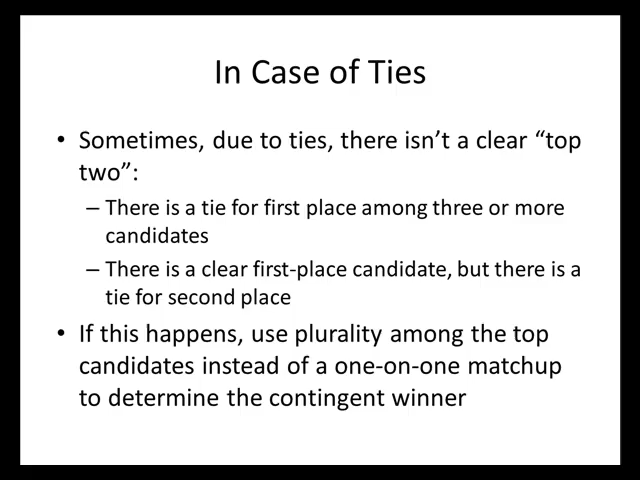 In Case of Ties
• Sometimes, due to ties, there isn’t a clear “top
two”:
– There is a tie for first place among three or more
candidates
– There is a clear first-place candidate, but there is a
tie for second place
• If this happens, use plurality among the top
candidates instead of a one-on-one matchup
to determine the contingent winner